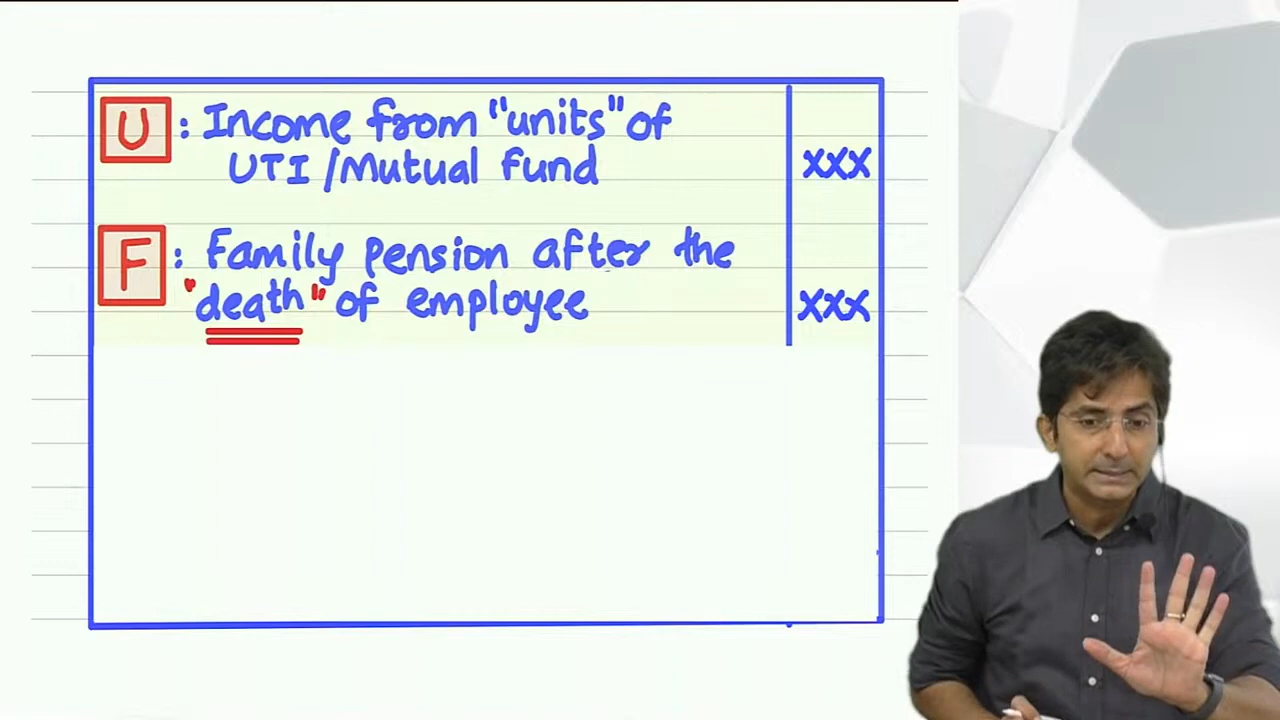 U : Income from "units" of
UTI / Mutual Fund XXX
F : Family pension after the
"death" of employee XXX